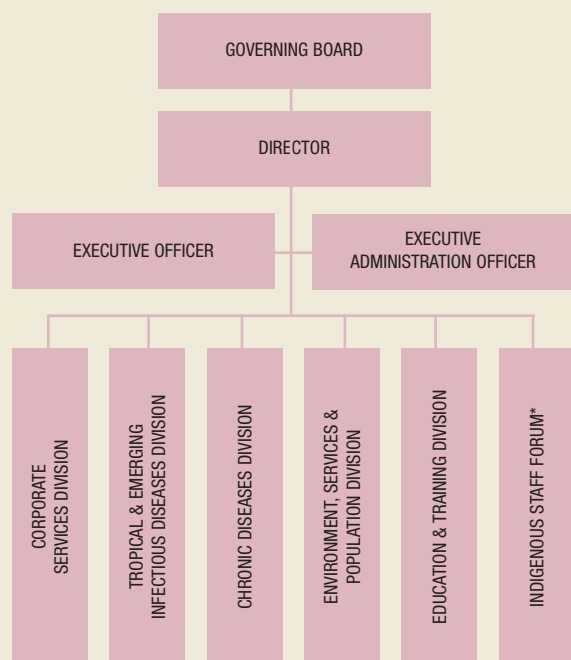 GOVERNING BOARD
DIRECTOR
EXECUTIVE OFFICER
EXECUTIVE
ADMINISTRATION OFFICER
CORPORATE
SERVICES DIVISION
TROPICAL & EMERGING
INFECTIOUS DISEASES DIVISION
CHRONIC DISEASES DIVISION
ENVIRONMENT, SERVICES &
POPULATION DIVISION
EDUCATION & TRAINING DIVISION
INDIGENOUS STAFF FORUM*